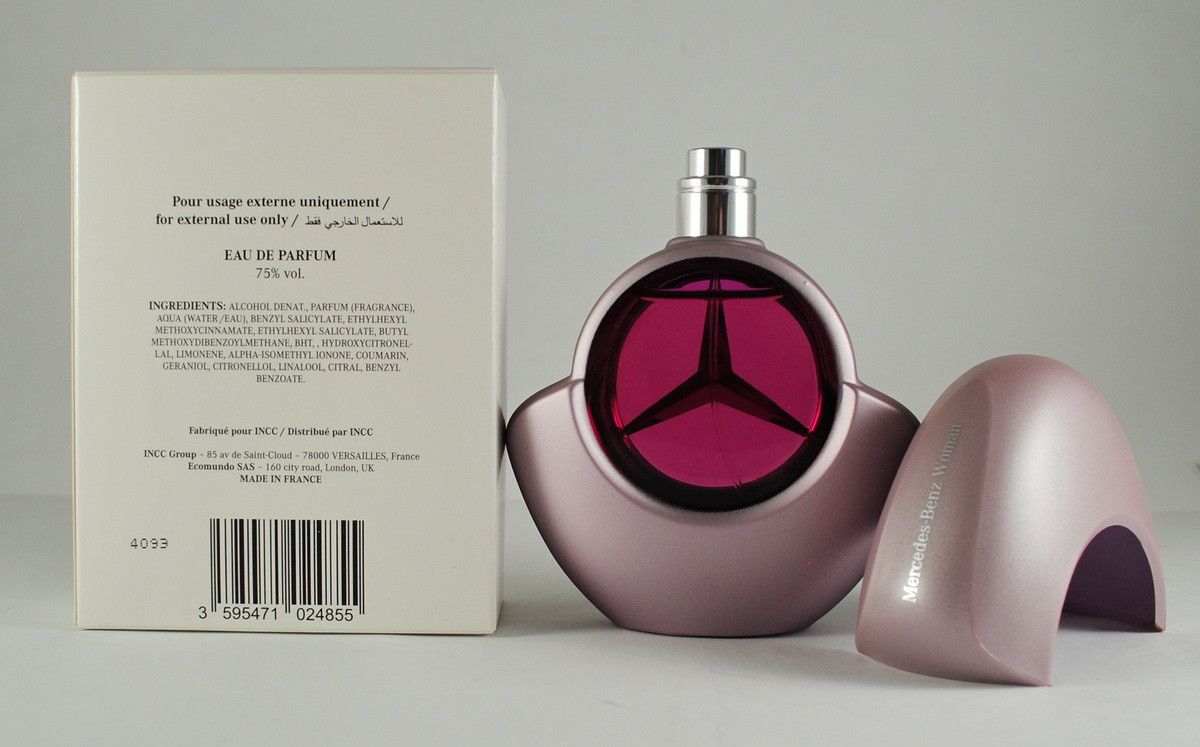 Pour usage externe uniquement /
for external use only / للاستعمال الخارجي فقط
EAU DE PARFUM
75% vol.
INGREDIENTS: ALCOHOL DENAT., PARFUM (FRAGRANCE),
AQUA (WATER /EAU), BENZYL SALICYLATE, ETHYLHEXYL
METHOXYCINNAMATE, ETHYLHEXYL SALICYLATE, BUTYL
METHOXYDIBENZOYLMETHANE, BHT, , HYDROXYCITRONEL-
LAL, LIMONENE, ALPHA-ISOMETHYL IONONE, COUMARIN,
GERANIOL, CITRONELLOL, LINALOOL, CITRAL, BENZYL
BENZOATE.
Fabriqué pour INCC / Distribué par INCC
INCC Group – 85 av de Saint-Cloud – 78000 VERSAILLES, France
Ecomundo SAS – 160 city road, London, UK
MADE IN FRANCE
4093
3 595471 024855
Mercedes-Benz Woman